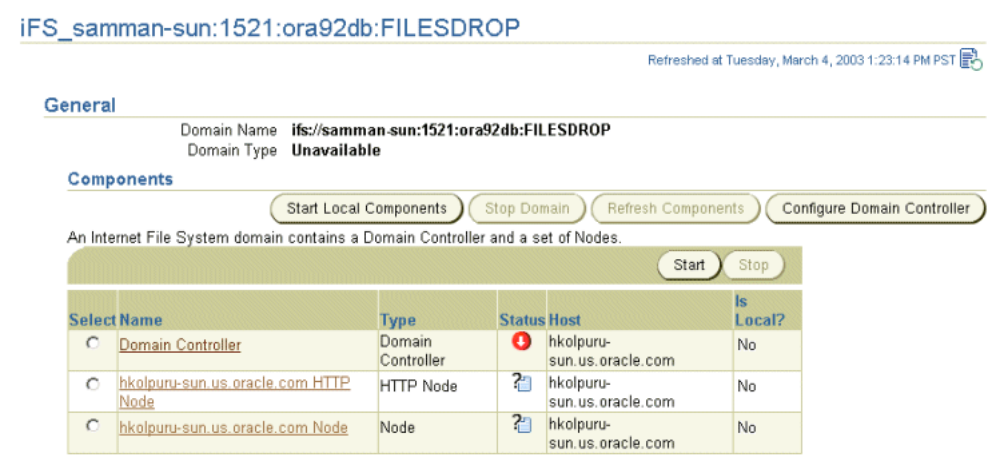 iFS_samman-sun:1521:ora92db:FILESDROP
Refreshed at Tuesday, March 4, 2003 1:23:14 PM PST
General
Domain Name ifs://samman-sun:1521:ora92db:FILESDROP
Domain Type Unavailable
Components
Start Local Components Stop Domain Refresh Components Configure Domain Controller
An Internet File System domain contains a Domain Controller and a set of Nodes.
Start Stop
Select Name Type Status Host Is Local?
Domain Controller Domain Controller hkolpuru-sun.us.oracle.com No
hkolpuru-sun.us.oracle.com HTTP Node HTTP Node hkolpuru-sun.us.oracle.com No
hkolpuru-sun.us.oracle.com Node Node hkolpuru-sun.us.oracle.com No